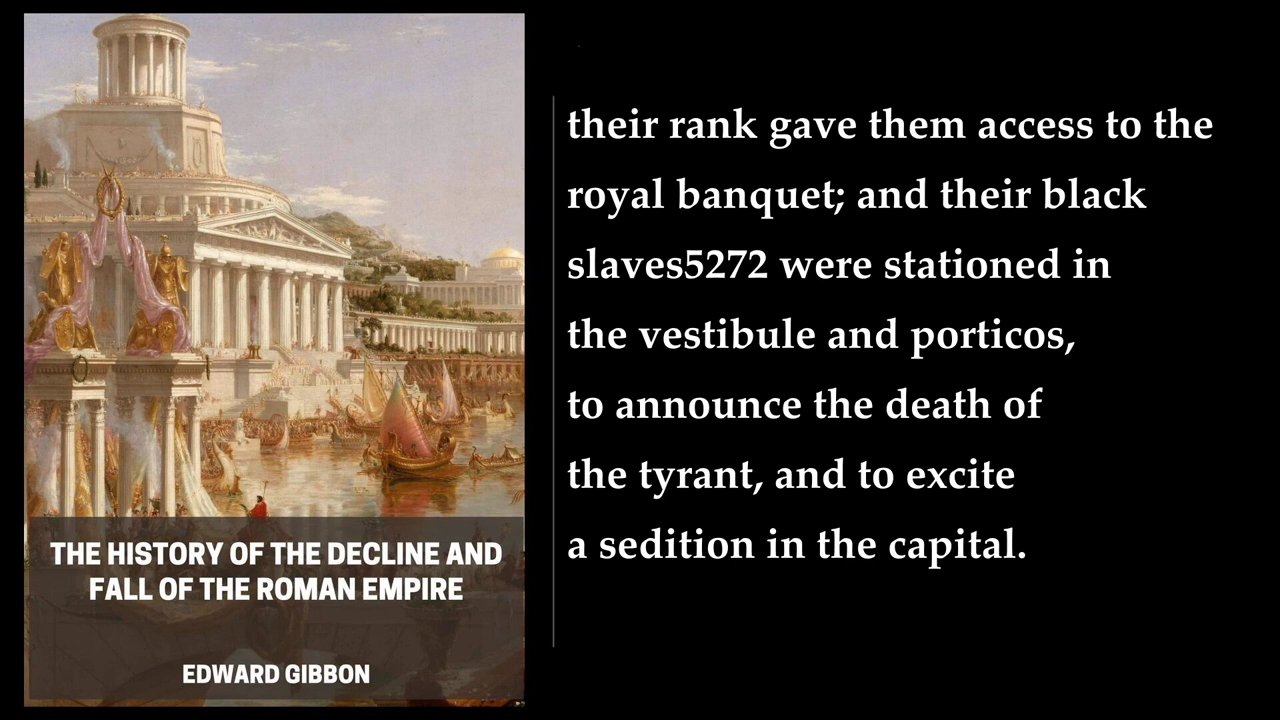 THE HISTORY OF THE DECLINE AND
FALL OF THE ROMAN EMPIRE
EDWARD GIBBON
their rank gave them access to the
royal banquet; and their black
slaves5272 were stationed in
the vestibule and porticos,
to announce the death of
the tyrant, and to excite
a sedition in the capital.